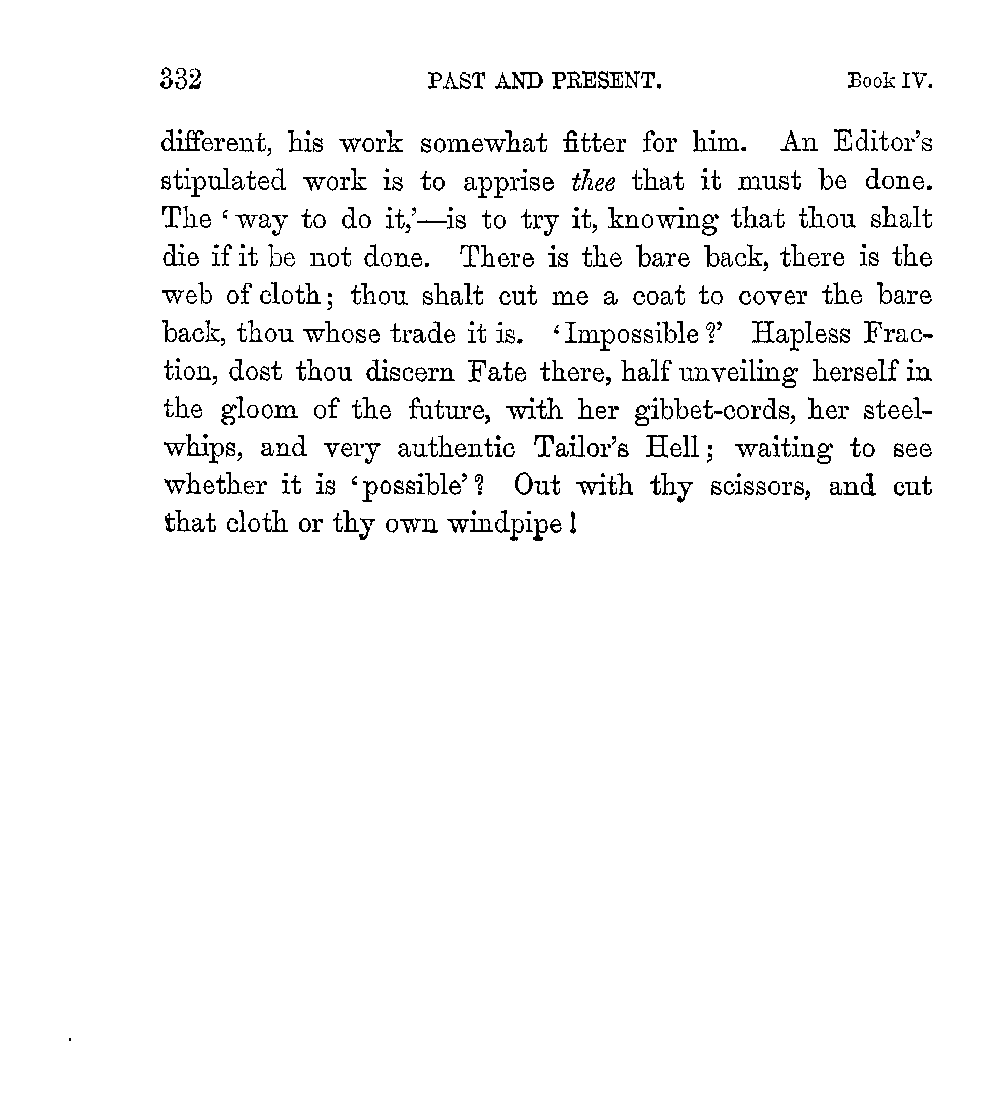 332 PAST AND PRESENT. Book IV.
different, his work somewhat fitter for him. An Editor's
stipulated work is to apprise thee that it must be done.
The ‘way to do it,’—is to try it, knowing that thou shalt
die if it be not done. There is the bare back, there is the
web of cloth; thou shalt cut me a coat to cover the bare
back, thou whose trade it is. ‘Impossible?’ Hapless Frac-
tion, dost thou discern Fate there, half unveiling herself in
the gloom of the future, with her gibbet-cords, her steel-
whips, and very authentic Tailor's Hell; waiting to see
whether it is ‘possible’? Out with thy scissors, and cut
that cloth or thy own windpipe!